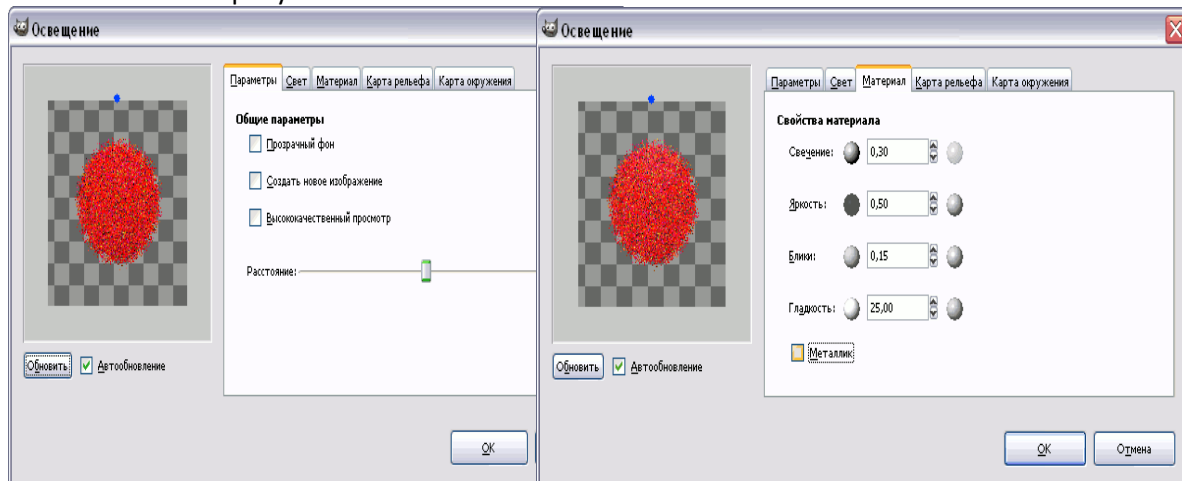 Освещение
Параметры Свет Материал Карта рельефа Карта окружения
Общие параметры
Прозрачный фон
Создать новое изображение
Высококачественный просмотр
Расстояние:
Обновить Автообновление
OK
Освещение
Параметры Свет Материал Карта рельефа Карта окружения
Свойства материала
Свечение: 0,30
Яркость: 0,50
Блики: 0,15
Гладкость: 25,00
Металлик
Обновить Автообновление
OK Отмена